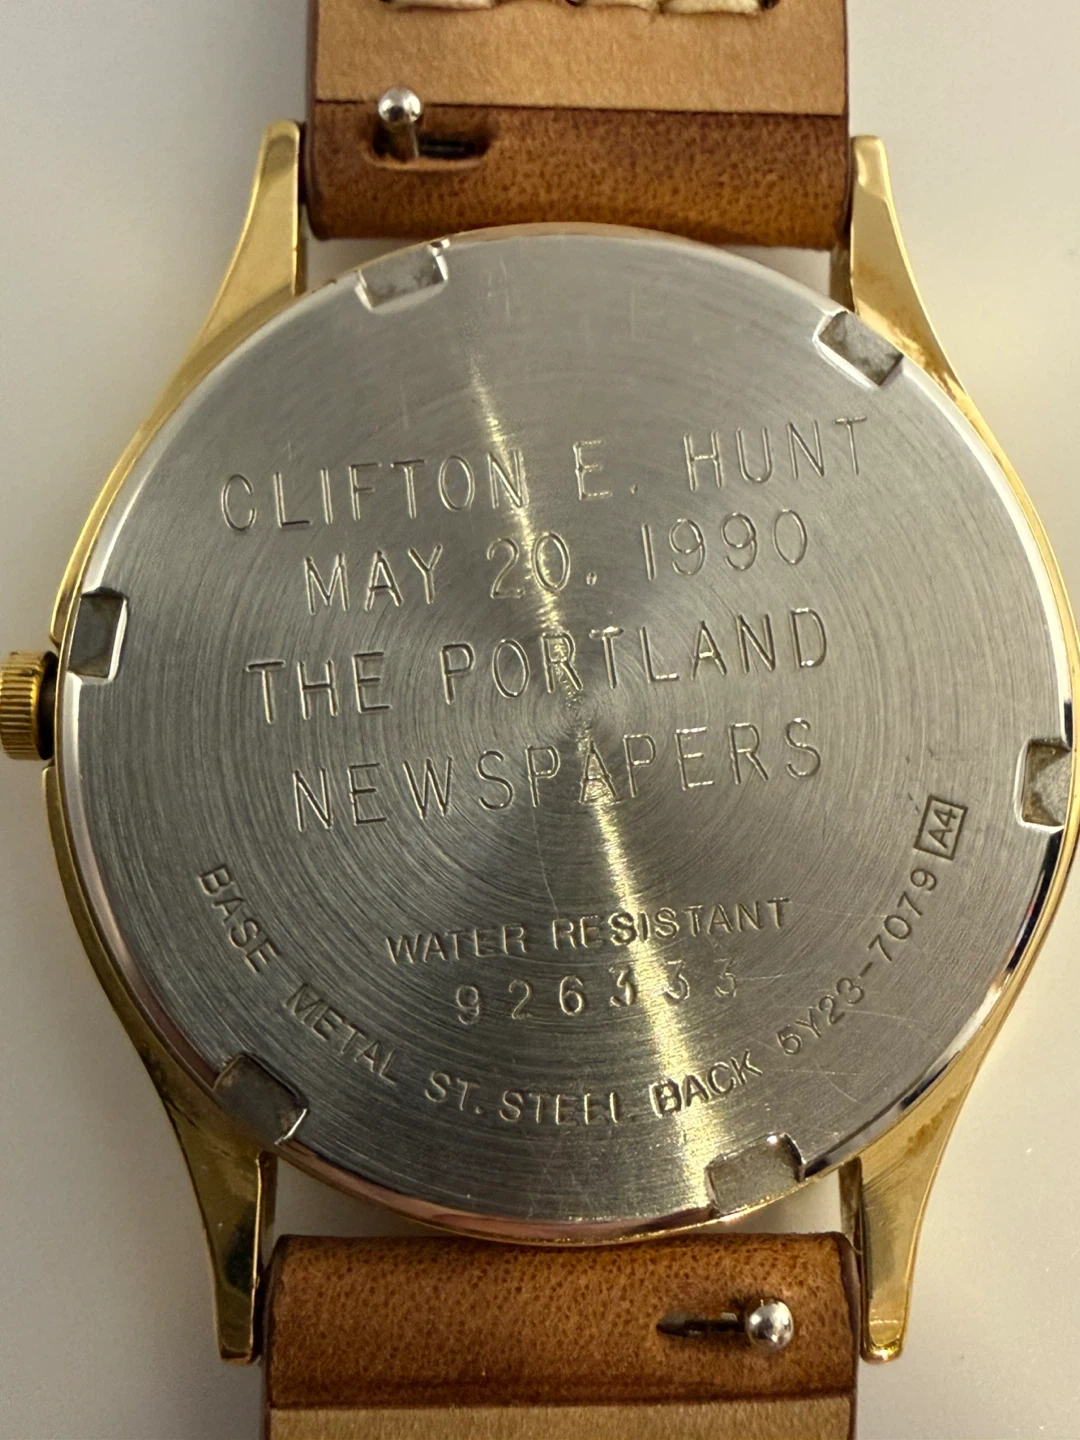 CLIFTON E. HUNT
MAY 20, 1990
THE PORTLAND
NEWSPAPERS
WATER RESISTANT
926333
BASE METAL ST. STEEL BACK 5Y23-7079 A4